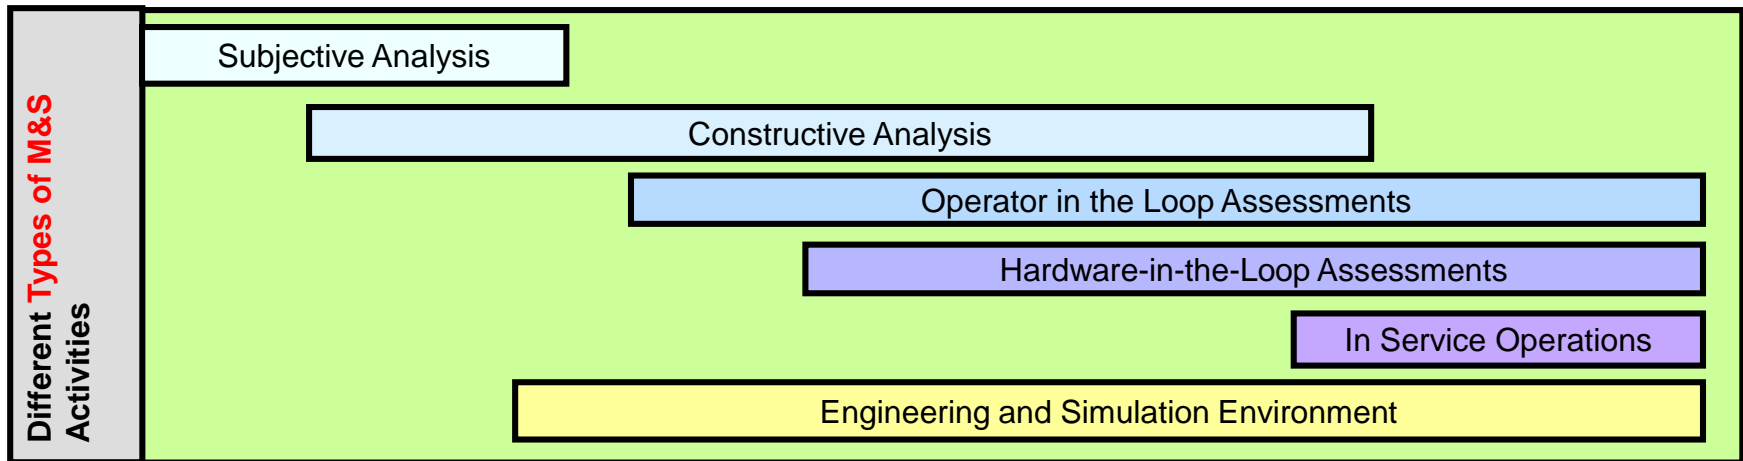 Different Types of M&S
Activities
Subjective Analysis
Constructive Analysis
Operator in the Loop Assessments
Hardware-in-the-Loop Assessments
In Service Operations
Engineering and Simulation Environment